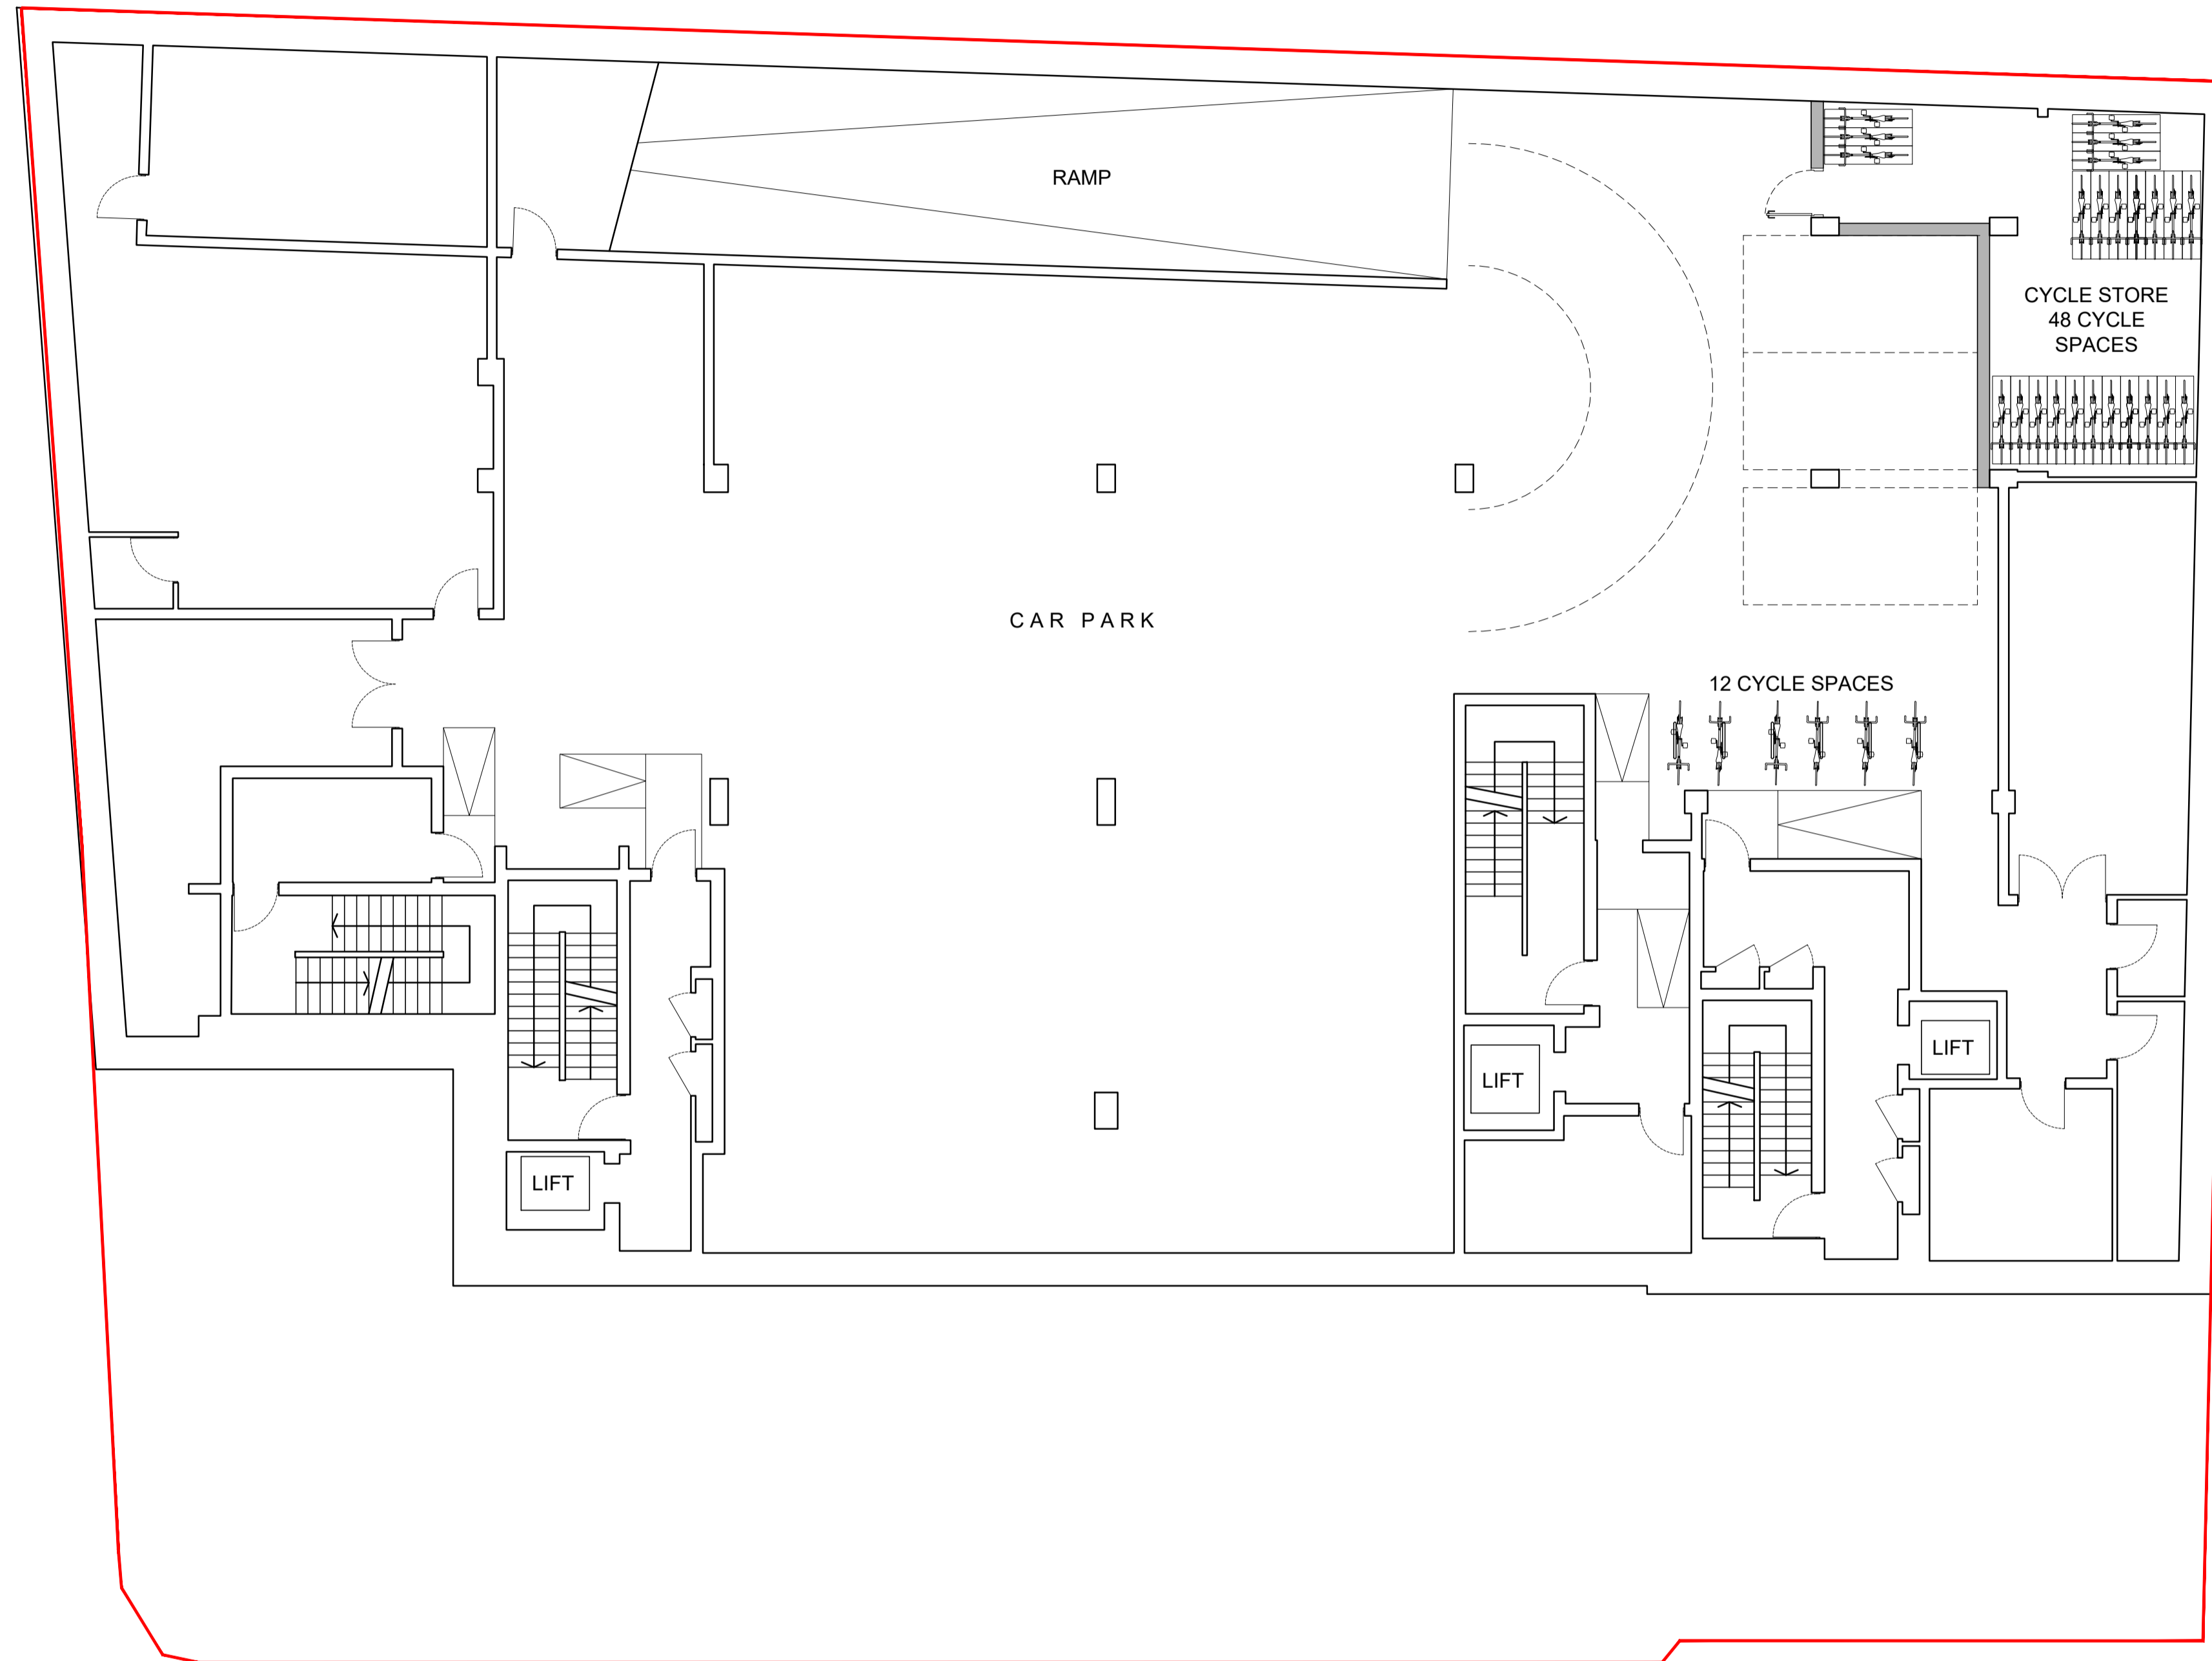 RAMP
CYCLE STORE
48 CYCLE
SPACES
CAR PARK
12 CYCLE SPACES
LIFT
LIFT
LIFT